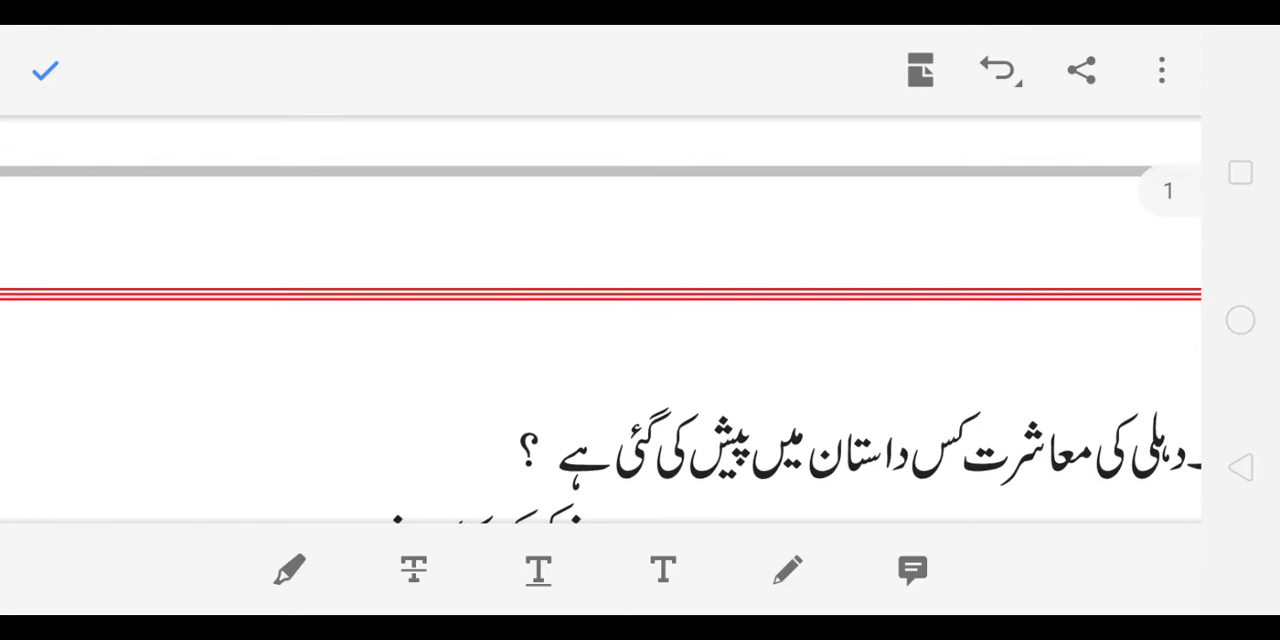 1
۔دہلی کی معاشرت کس داستان میں پیش کی گئی ہے ؟